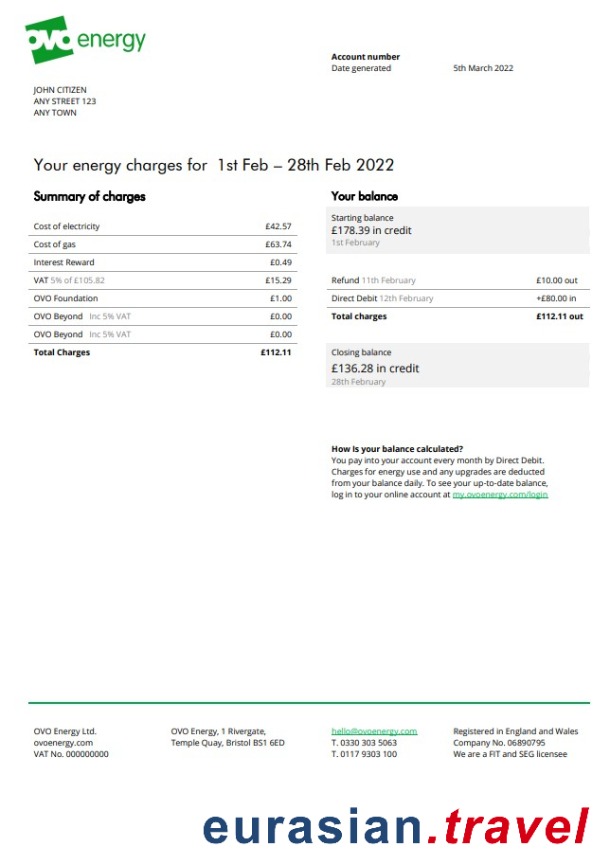 OVO energy
Account number
Date generated 5th March 2022
JOHN CITIZEN
ANY STREET 123
ANY TOWN
Your energy charges for 1st Feb – 28th Feb 2022
Summary of charges
Cost of electricity £42.57
Cost of gas £63.74
Interest Reward £0.49
VAT 5% of £105.82 £15.29
OVO Foundation £1.00
OVO Beyond Inc 5% VAT £0.00
OVO Beyond Inc 5% VAT £0.00
Total Charges £112.11
Your balance
Starting balance
£178.39 in credit
1st February
Refund 11th February £10.00 out
Direct Debit 12th February +£80.00 in
Total charges £112.11 out
Closing balance
£136.28 in credit
28th February
How Is your balance calculated?
You pay into your account every month by Direct Debit.
Charges for energy use and any upgrades are deducted
from your balance daily. To see your up-to-date balance,
log in to your online account at my.ovoenergy.com/login
OVO Energy Ltd.
ovoenergy.com
VAT No. 000000000
OVO Energy, 1 Rivergate,
Temple Quay, Bristol BS1 6ED
hello@ovoenergy.com
T. 0330 303 5063
T. 0117 9303 100
Registered in England and Wales
Company No. 06890795
We are a FIT and SEG licensee
eurasian.travel